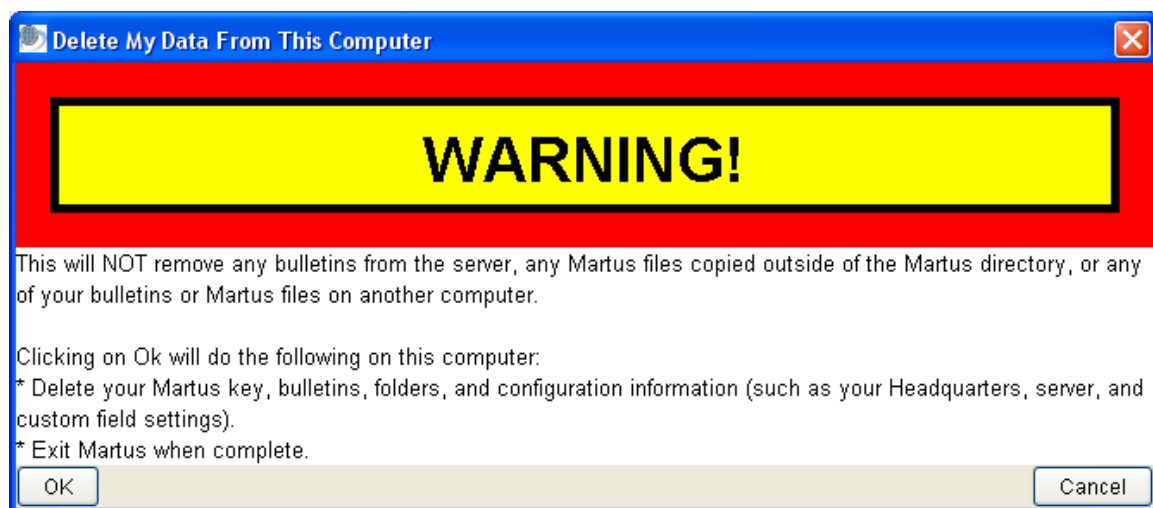 Delete My Data From This Computer
WARNING!
This will NOT remove any bulletins from the server, any Martus files copied outside of the Martus directory, or any
of your bulletins or Martus files on another computer.
Clicking on Ok will do the following on this computer:
* Delete your Martus key, bulletins, folders, and configuration information (such as your Headquarters, server, and
custom field settings).
* Exit Martus when complete.
OK Cancel